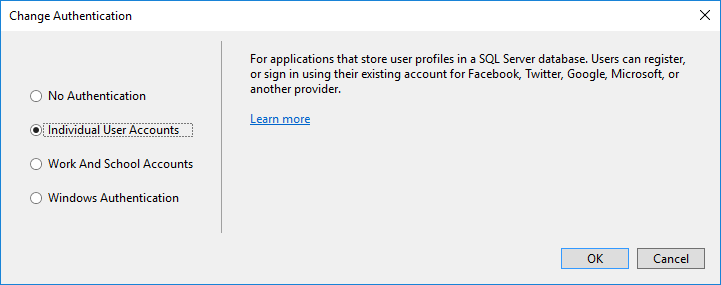 Change Authentication
No Authentication
Individual User Accounts
Work And School Accounts
Windows Authentication
For applications that store user profiles in a SQL Server database. Users can register,
or sign in using their existing account for Facebook, Twitter, Google, Microsoft, or
another provider.
Learn more
OK
Cancel